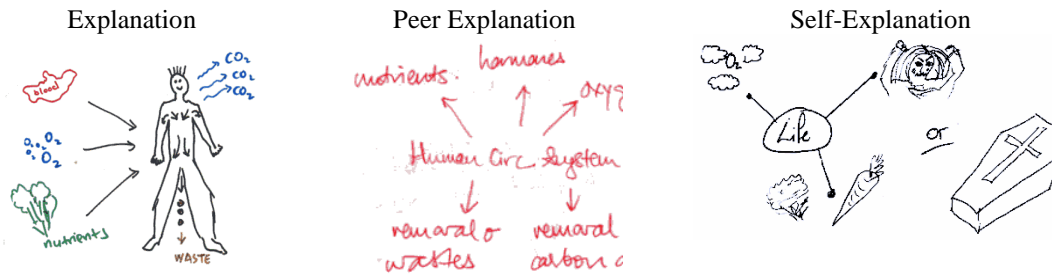 Explanation
Peer Explanation
Self-Explanation
CO2
CO2
CO2
blood
O2
O2
nutrients
WASTE
nutrients.
hormones
oxyg
Human Circ System
removal o
wastes
removal
carbon
O2
Life
or